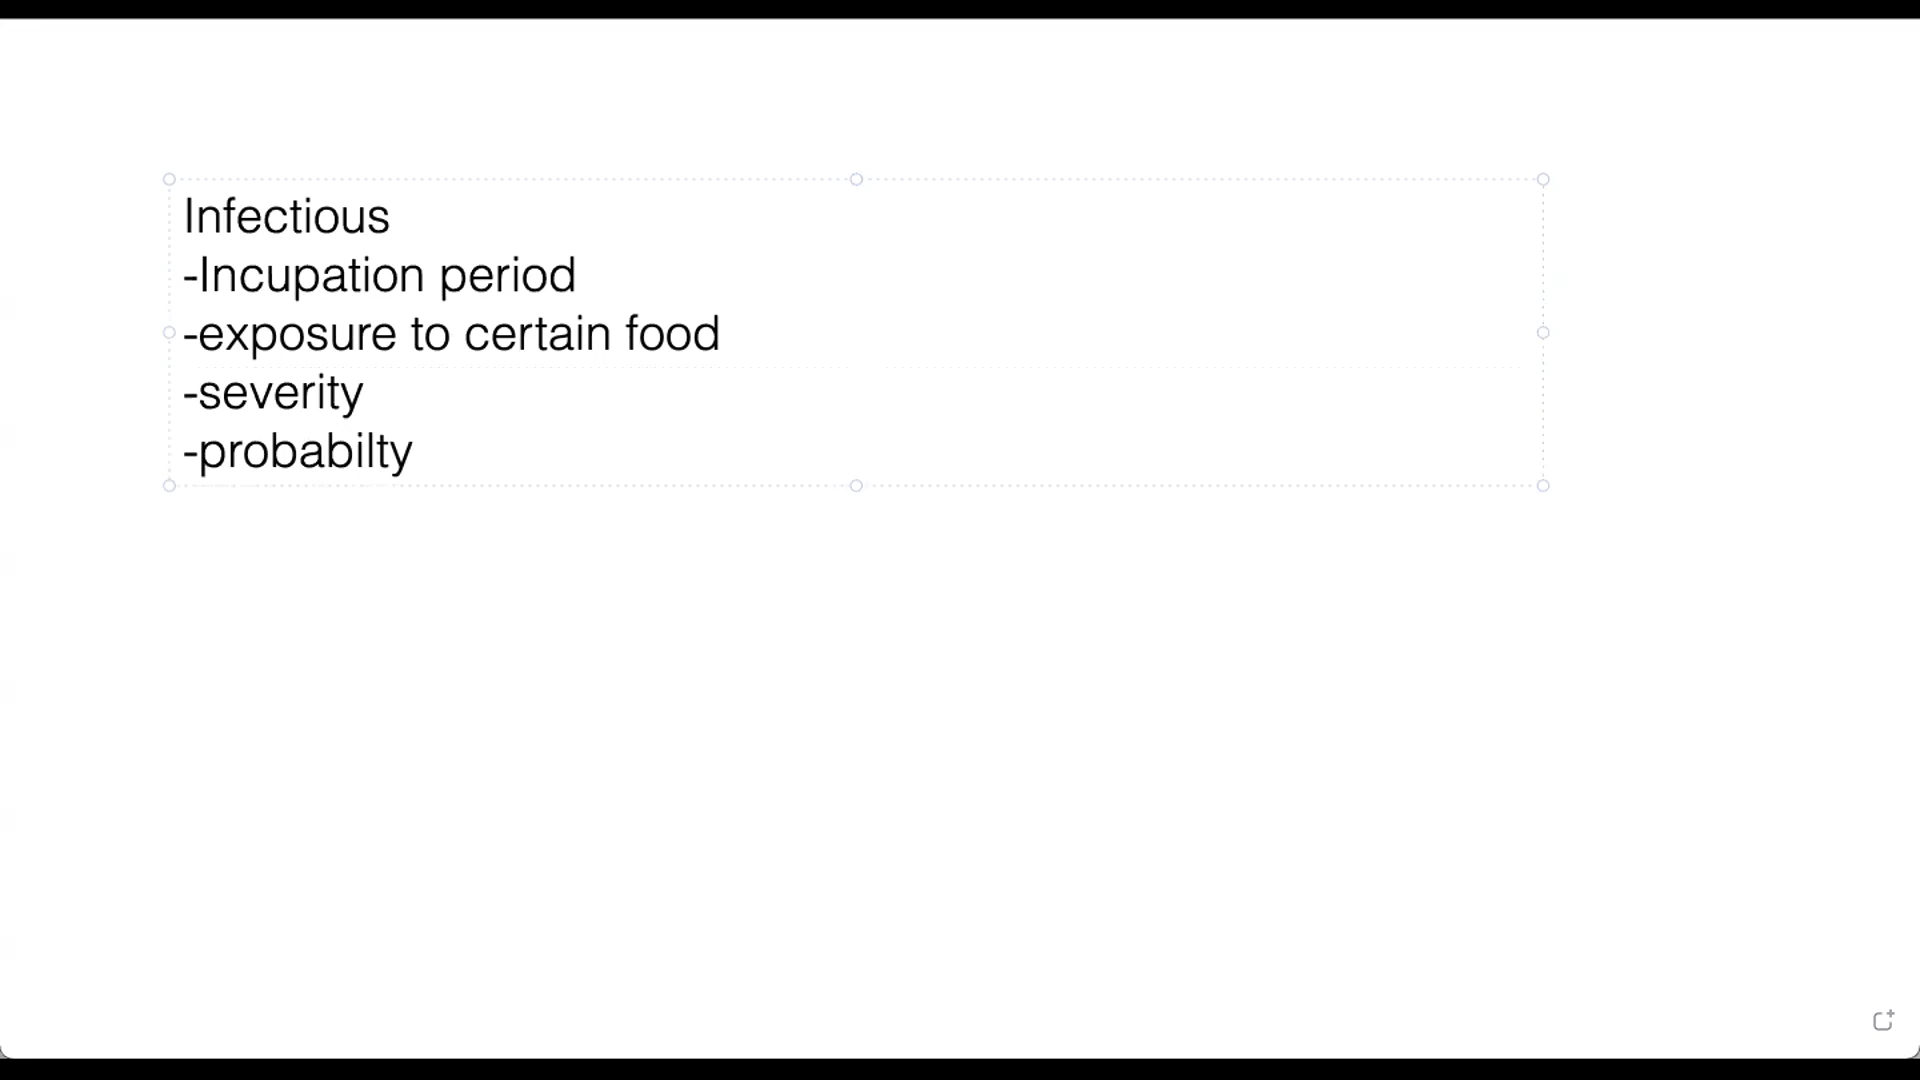 Infectious
-Incupation period
-exposure to certain food
-severity
-probabilty